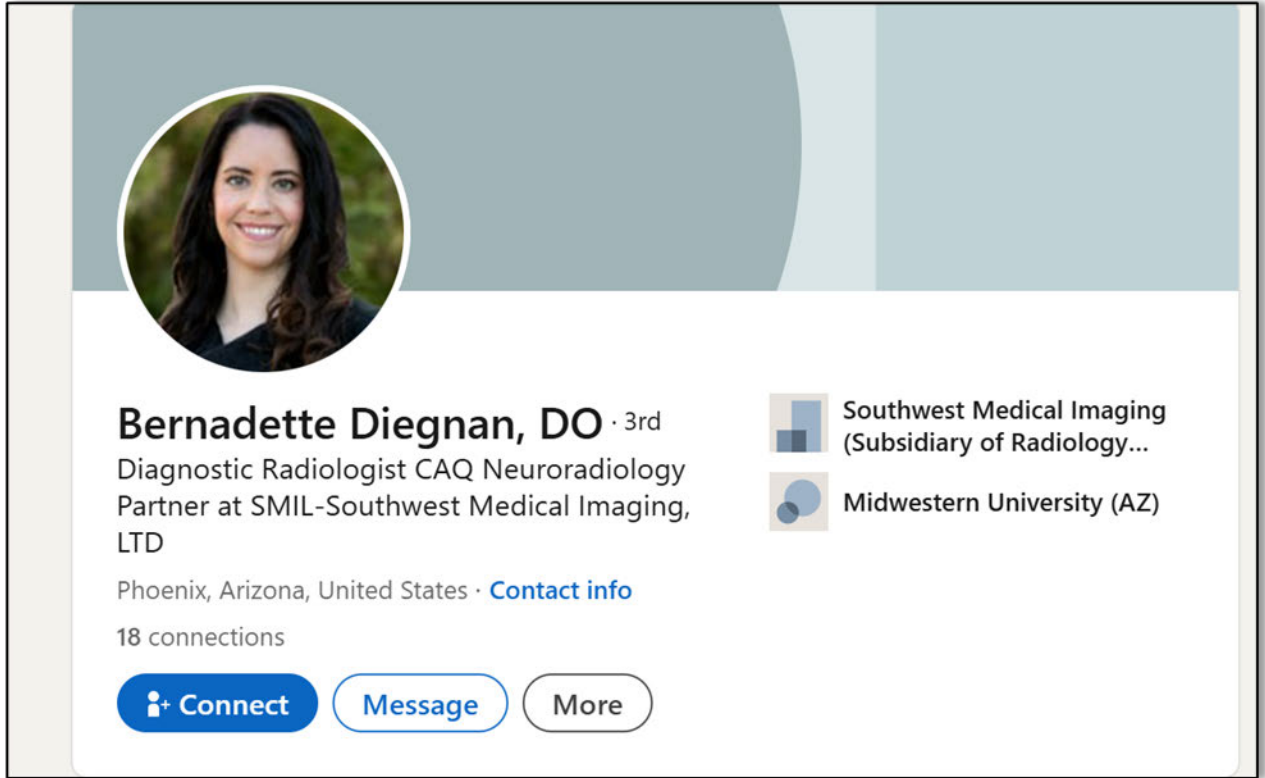 Bernadette Diegnan, DO · 3rd
Diagnostic Radiologist CAQ Neuroradiology
Partner at SMIL-Southwest Medical Imaging,
LTD
Phoenix, Arizona, United States · Contact info
18 connections
Connect Message More
Southwest Medical Imaging
(Subsidiary of Radiology...
Midwestern University (AZ)